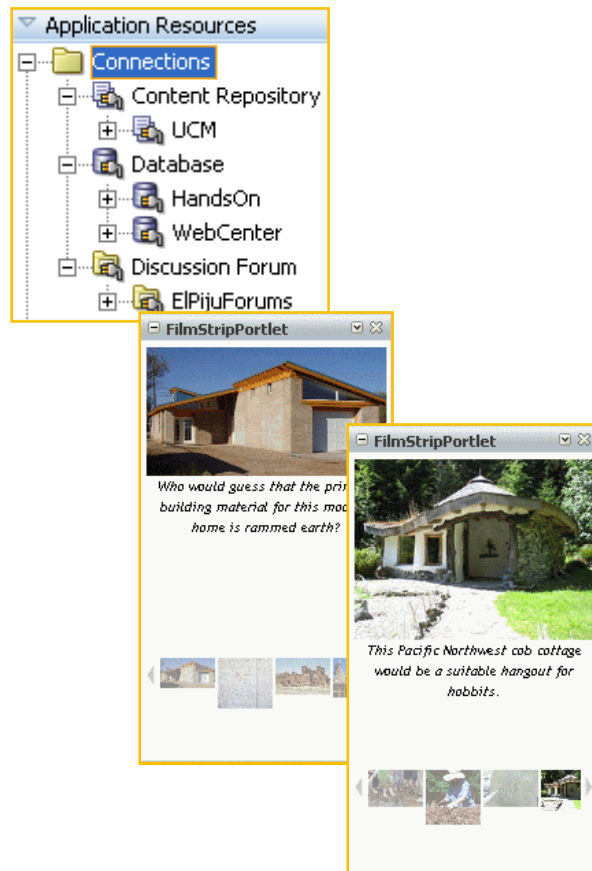 Application Resources
Connections
Content Repository
UCM
Database
HandsOn
WebCenter
Discussion Forum
ElPijuForums
FilmStripPortlet
Who would guess that the
building material for this
home is rammed earth?
FilmStripPortlet
This Pacific Northwest cob cottage
would be a suitable hangout for
hobbits.